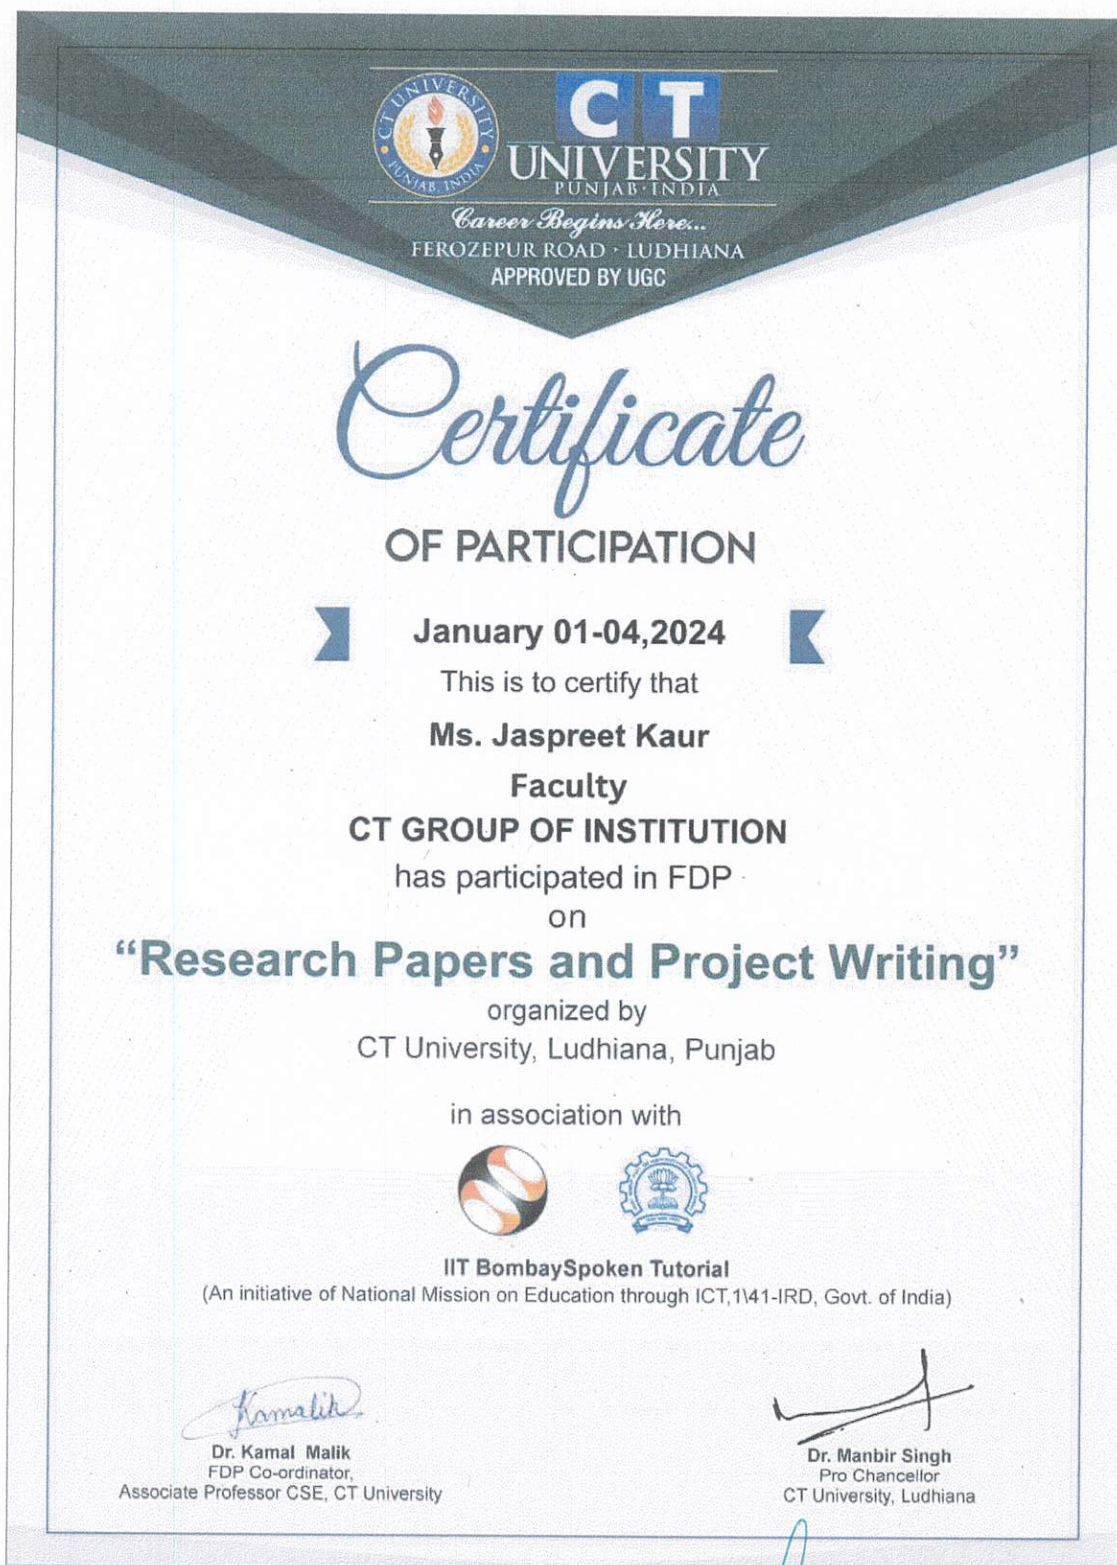 CT UNIVERSITY
PUNJAB, INDIA
CT
UNIVERSITY
PUNJAB·INDIA
Career Begins Here...
FEROZEPUR ROAD · LUDHIANA
APPROVED BY UGC
Certificate
OF PARTICIPATION
January 01-04,2024
This is to certify that
Ms. Jaspreet Kaur
Faculty
CT GROUP OF INSTITUTION
has participated in FDP
on
“Research Papers and Project Writing”
organized by
CT University, Ludhiana, Punjab
in association with
IIT BombaySpoken Tutorial
(An initiative of National Mission on Education through ICT,1\41-IRD, Govt. of India)
Kamalik
Dr. Kamal Malik
FDP Co-ordinator,
Associate Professor CSE, CT University
Dr. Manbir Singh
Pro Chancellor
CT University, Ludhiana